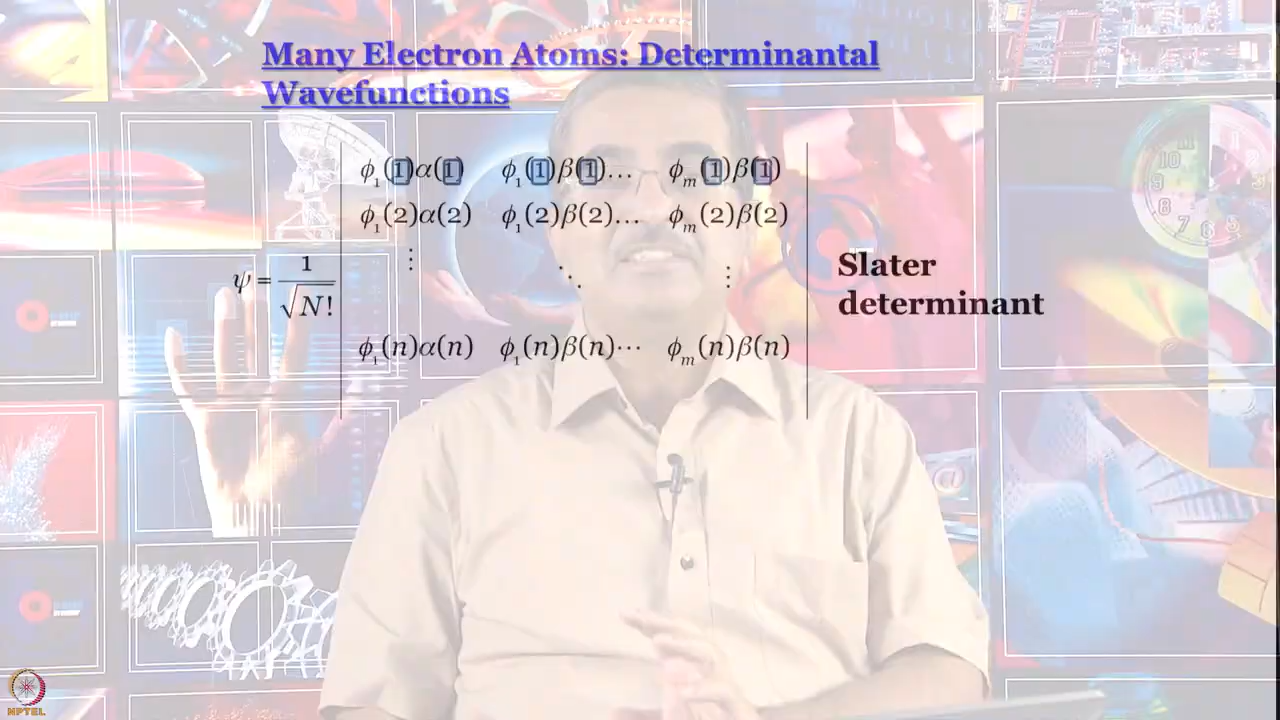 Many Electron Atoms: Determinantal
Wavefunctions
ϕ₁(1)α(1) ϕ₁(1)β(1)… ϕₘ(1)β(1)
ϕ₁(2)α(2) ϕ₁(2)β(2)… ϕₘ(2)β(2)
⋮ ⋱ ⋮
ψ = 1/√N!
Slater
determinant
ϕ₁(n)α(n) ϕ₁(n)β(n)⋯ ϕₘ(n)β(n)
NPTEL